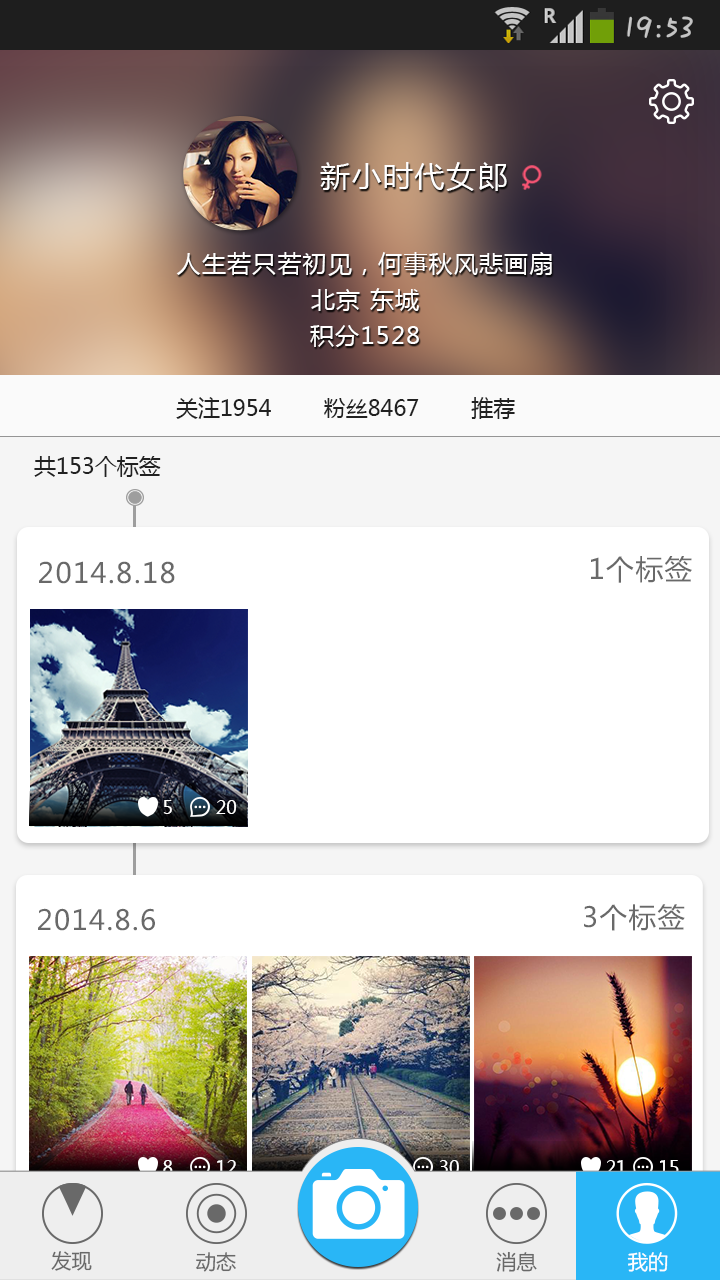 R 19:53
新小时代女郎
人生若只若初见，何事秋风悲画扇
北京 东城
积分1528
关注1954 粉丝8467 推荐
共153个标签
2014.8.18 1个标签
5 20
2014.8.6 3个标签
8 12 30 21 15
发现 动态 消息 我的